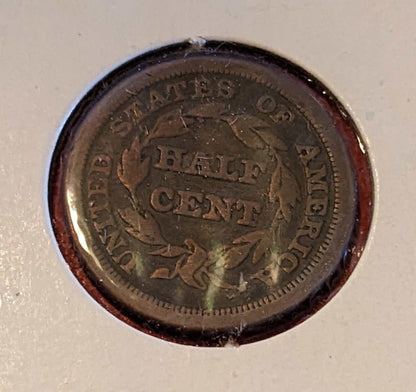 UNITED STATES OF AMERICA
HALF
CENT